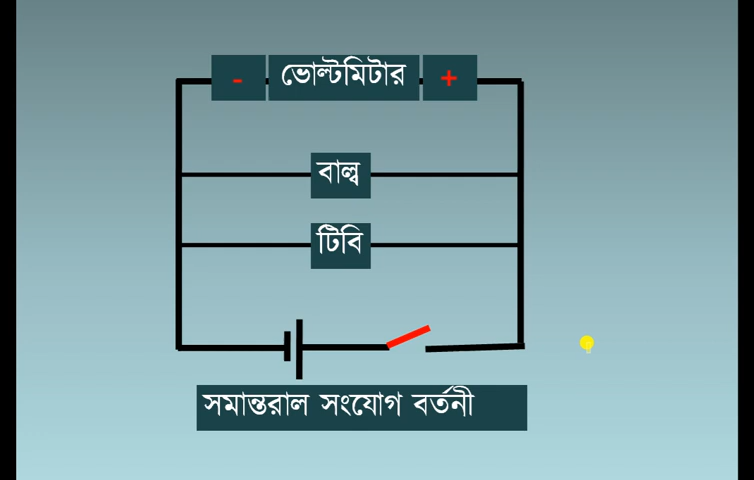 - ভোল্টমিটার +
বাল্ব
টিবি
সমান্তরাল সংযোগ বর্তনী